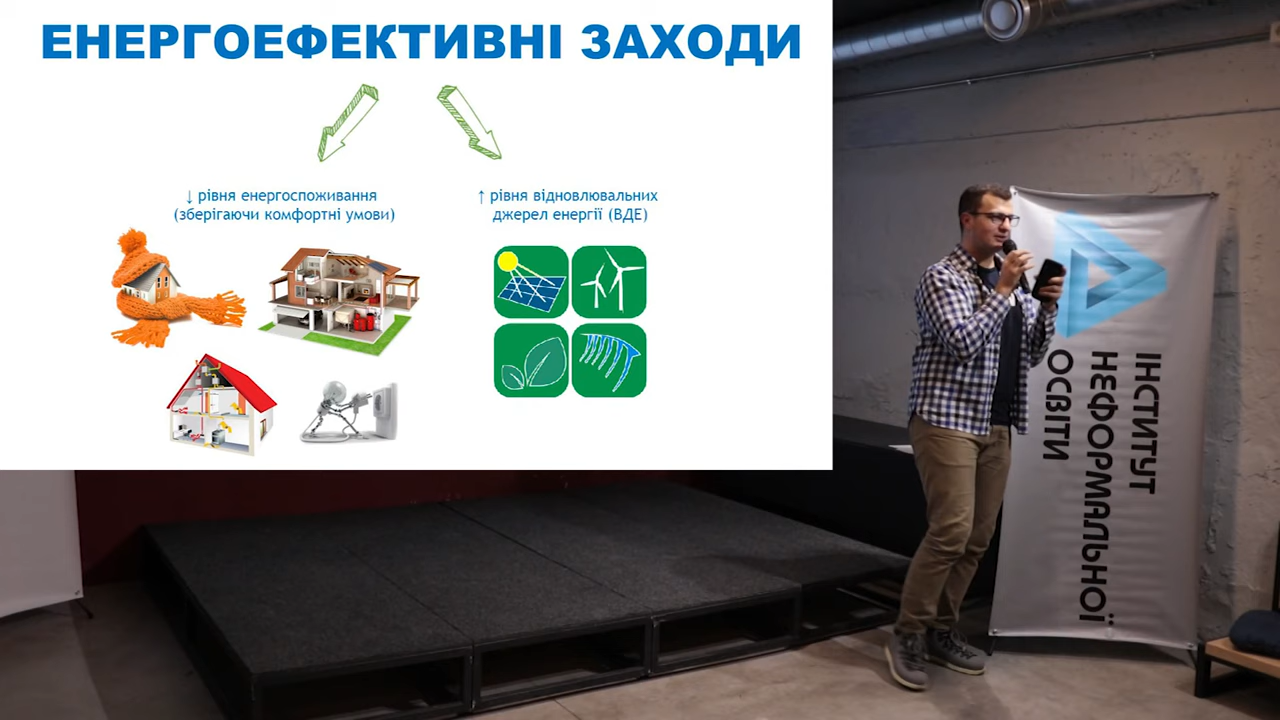 ЕНЕРГОЕФЕКТИВНІ ЗАХОДИ
↓ рівня енергоспоживання
(зберігаючи комфортні умови)
↑ рівня відновлювальних
джерел енергії (ВДЕ)
ІНСТИТУТ
НЕФОРМАЛЬНОЇ
ОСВІТИ